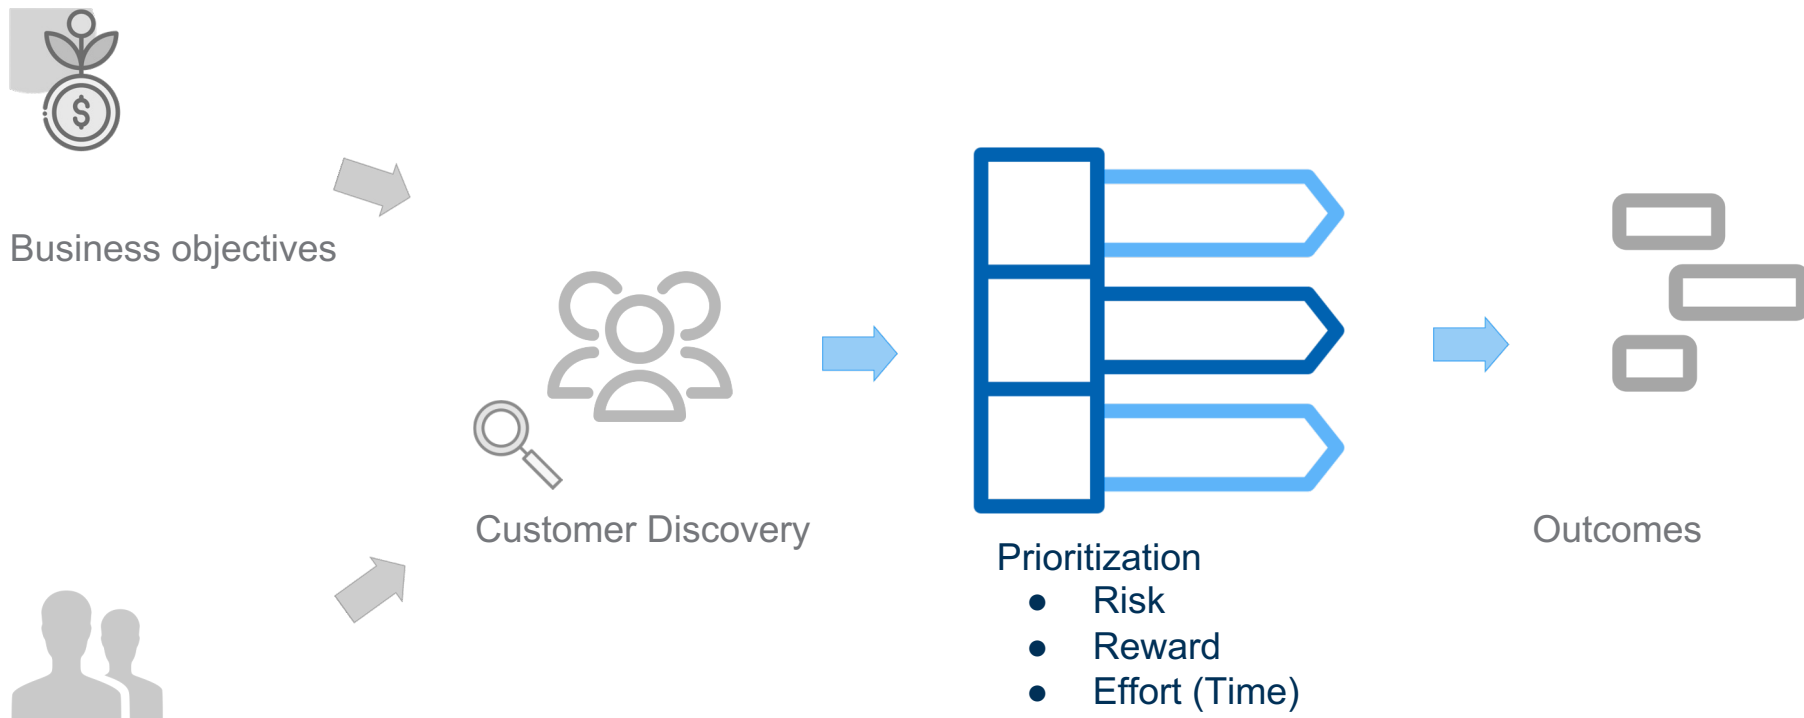 $
Business objectives
Customer Discovery
Prioritization
● Risk
● Reward
● Effort (Time)
Outcomes